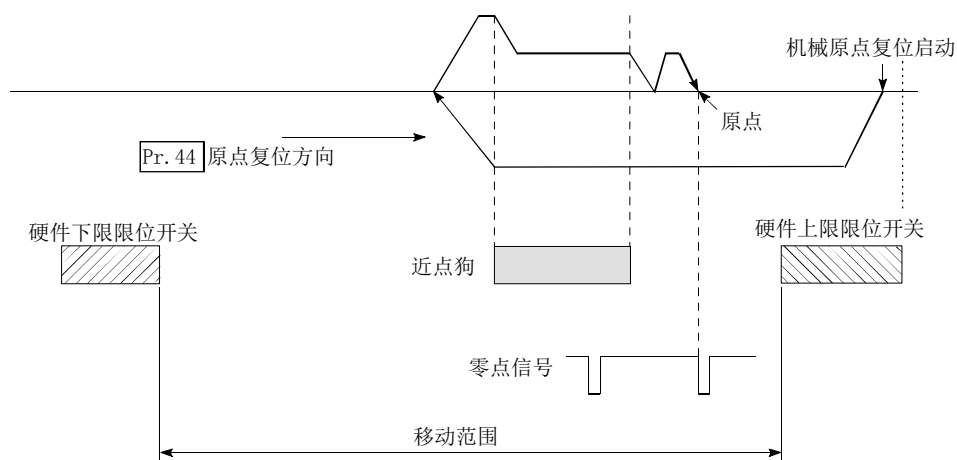 机械原点复位启动
原点
Pr.44 原点复位方向
硬件下限限位开关
硬件上限限位开关
近点狗
零点信号
移动范围